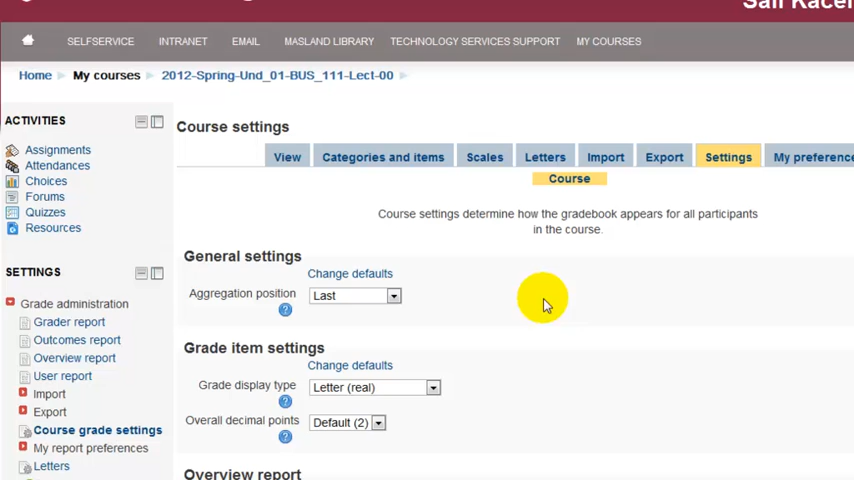 SELFSERVICE INTRANET EMAIL MASLAND LIBRARY TECHNOLOGY SERVICES SUPPORT MY COURSES
Home My courses 2012-Spring-Und_01-BUS_111-Lect-00
ACTIVITIES
Assignments
Attendances
Choices
Forums
Quizzes
Resources
SETTINGS
Grade administration
Grader report
Outcomes report
Overview report
User report
Import
Export
Course grade settings
My report preferences
Letters
Course settings
View Categories and items Scales Letters Import Export Settings My preference
Course
Course settings determine how the gradebook appears for all participants
in the course.
General settings
Change defaults
Aggregation position Last
Grade item settings
Change defaults
Grade display type Letter (real)
Overall decimal points Default (2)
Overview report